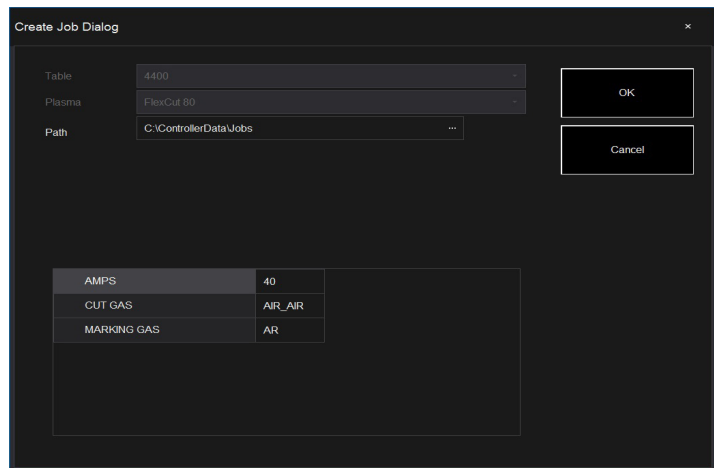 Create Job Dialog ×
Table 4400
Plasma FlexCut 80
Path C:\ControllerData\Jobs ...
OK
Cancel
AMPS 40
CUT GAS AIR_AIR
MARKING GAS AR